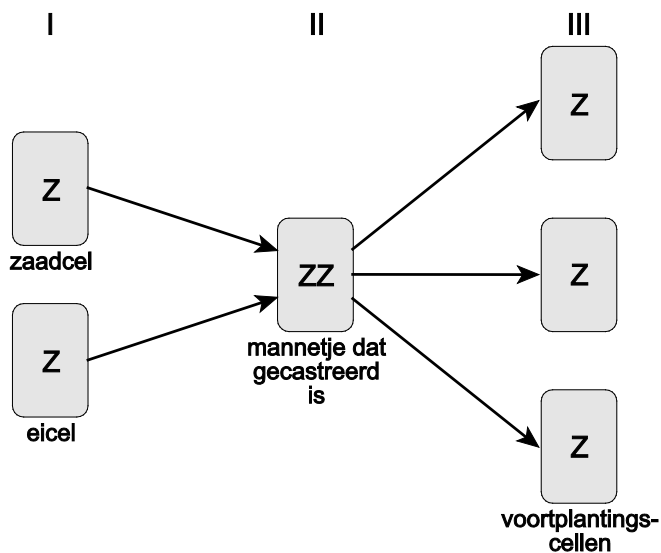 I
II
III
z
zaadcel
z
eicel
zz
mannetje dat
gecastreerd
is
z
z
z
voortplantings-
cellen